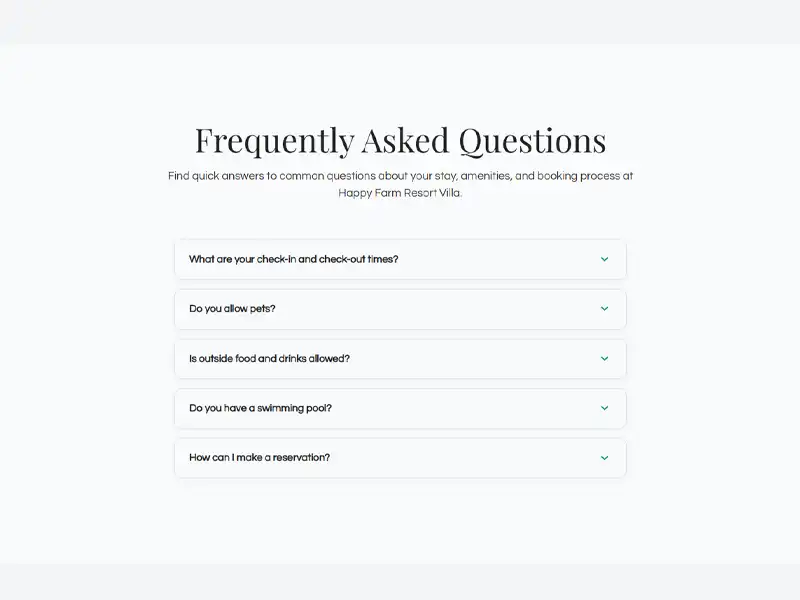 Frequently Asked Questions
Find quick answers to common questions about your stay, amenities, and booking process at
Happy Farm Resort Villa.
What are your check-in and check-out times?
Do you allow pets?
Is outside food and drinks allowed?
Do you have a swimming pool?
How can I make a reservation?